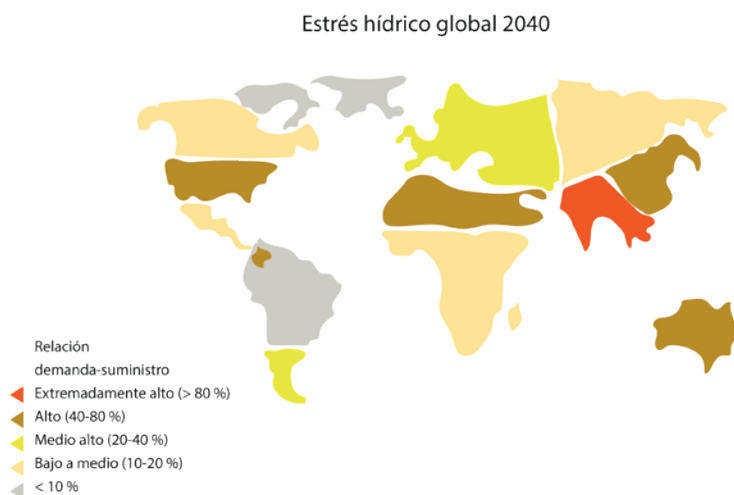 Estrés hídrico global 2040
Relación
demanda-suministro
Extremadamente alto (> 80 %)
Alto (40-80 %)
Medio alto (20-40 %)
Bajo a medio (10-20 %)
< 10 %